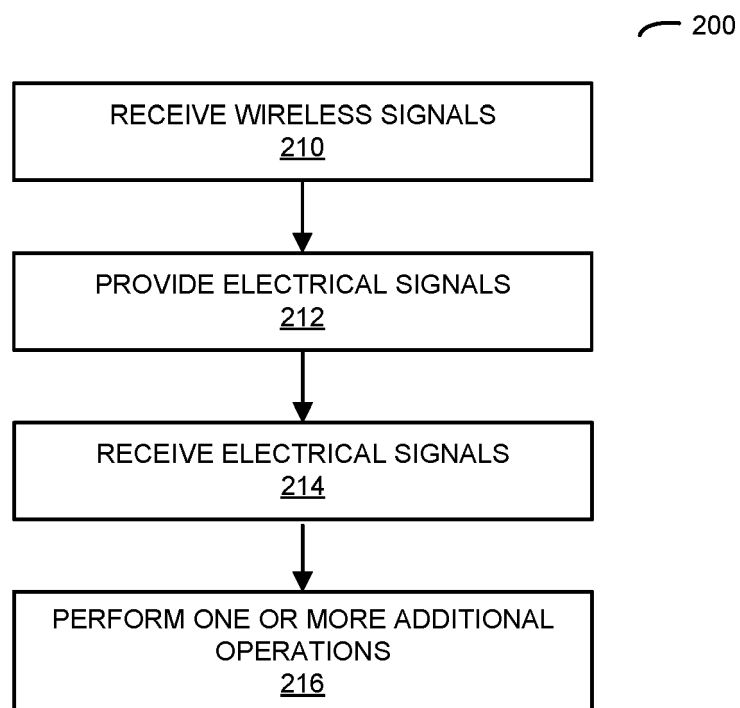 200
RECEIVE WIRELESS SIGNALS
210
PROVIDE ELECTRICAL SIGNALS
212
RECEIVE ELECTRICAL SIGNALS
214
PERFORM ONE OR MORE ADDITIONAL
OPERATIONS
216